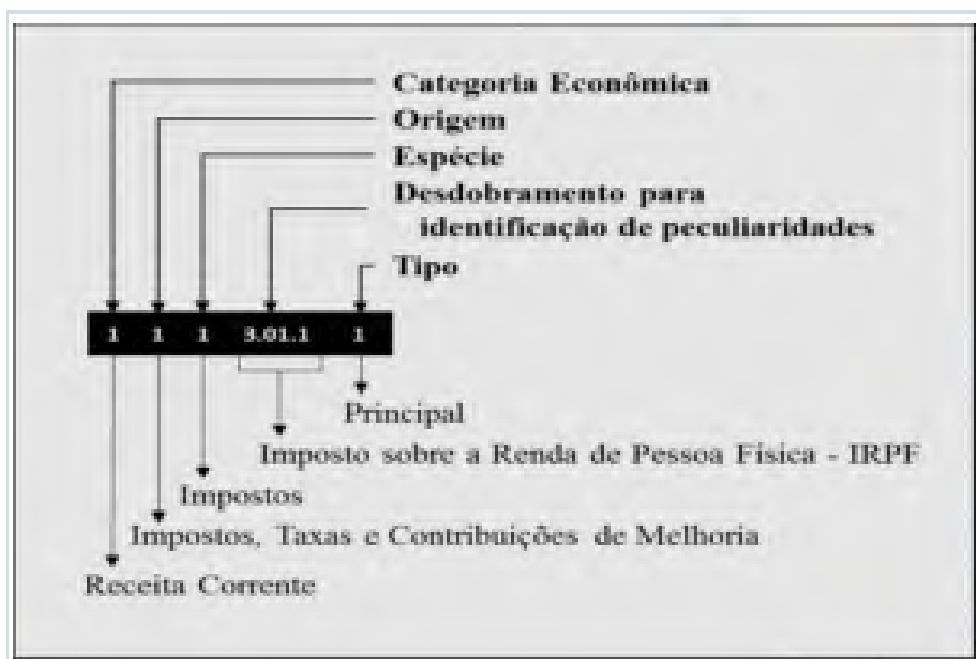 Categoria Econômica
Origem
Espécie
Desdobramento para
identificação de peculiaridades
Tipo
1 1 1 3.01.1 1
Principal
Imposto sobre a Renda de Pessoa Física - IRPF
Impostos
Impostos, Taxas e Contribuições de Melhoria
Receita Corrente